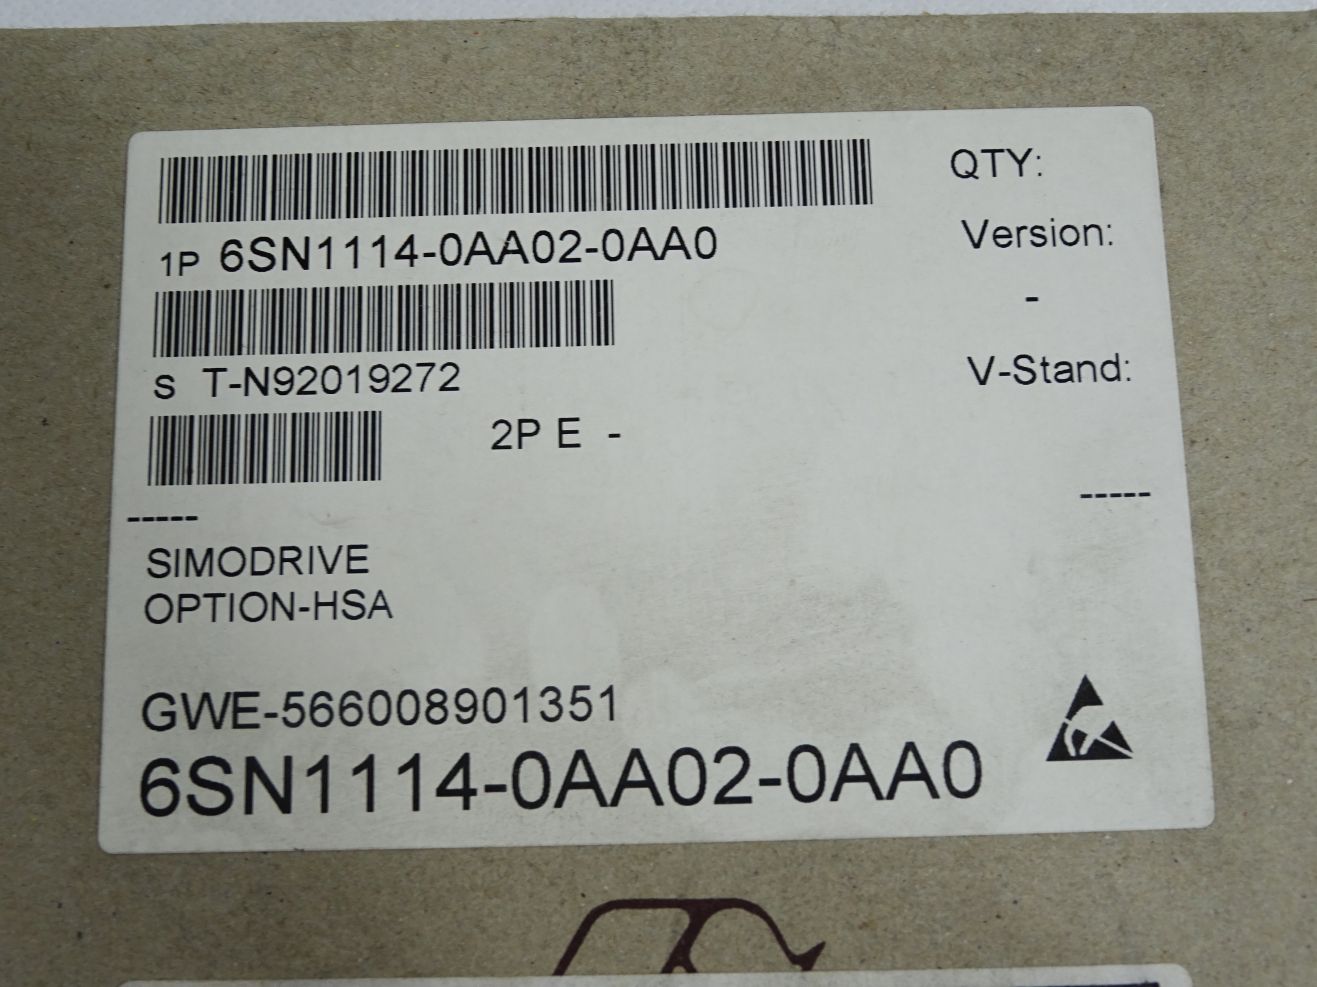 QTY:
1P 6SN1114-0AA02-0AA0
Version:
-
S T-N92019272
V-Stand:
2P E -
-----
-----
SIMODRIVE
OPTION-HSA
GWE-566008901351
6SN1114-0AA02-0AA0